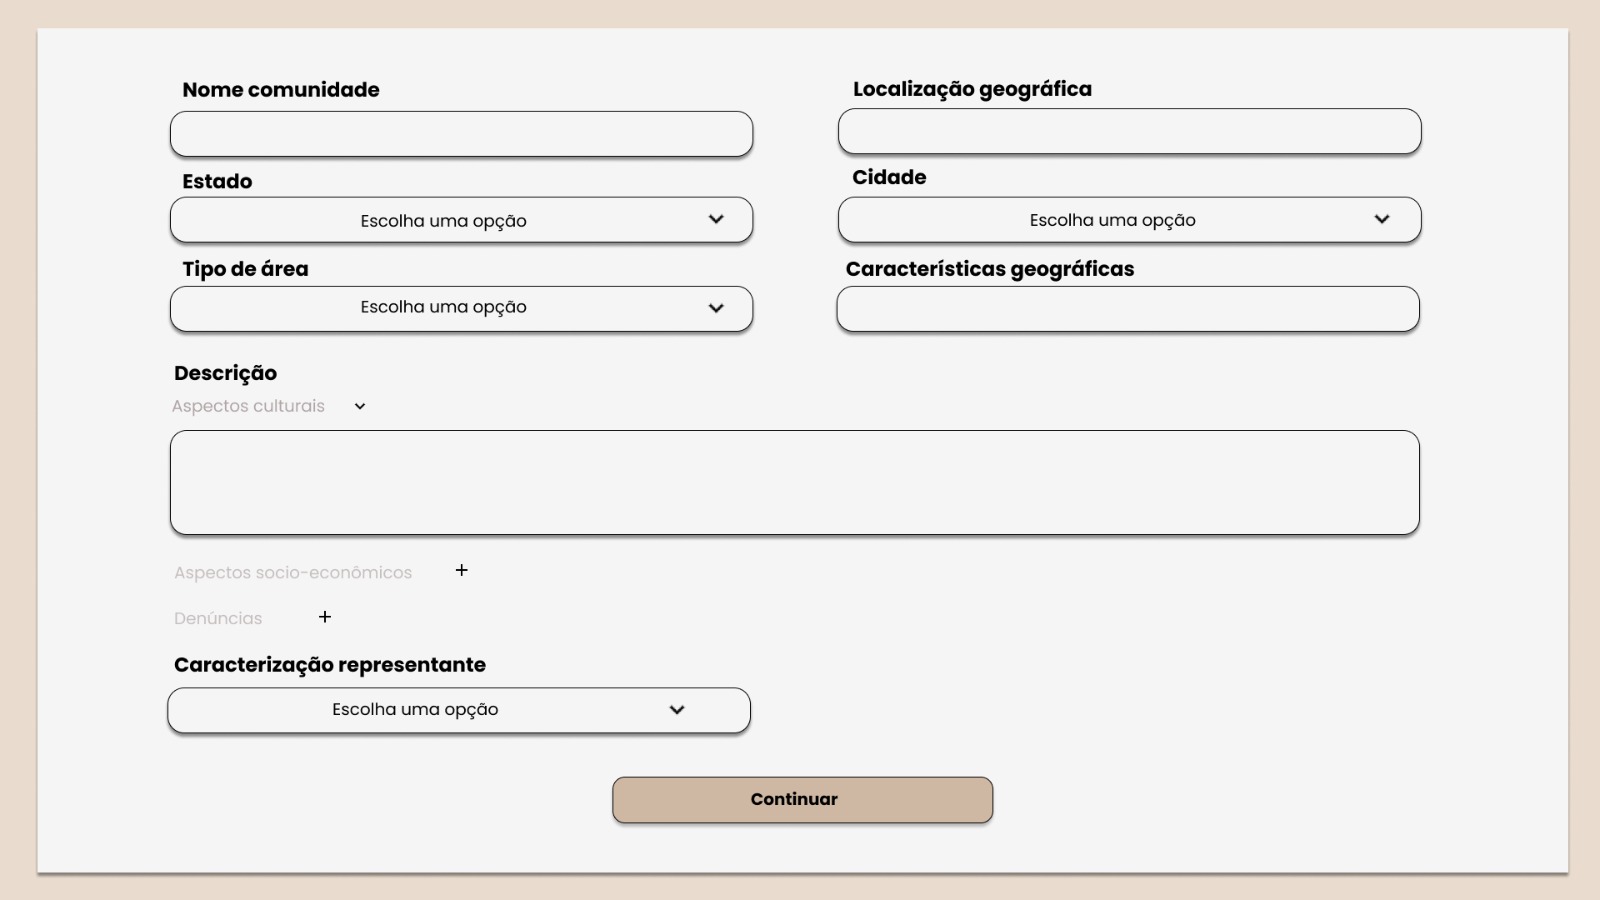 Nome comunidade
Localização geográfica
Estado
Cidade
Escolha uma opção
Escolha uma opção
Tipo de área
Características geográficas
Escolha uma opção
Descrição
Aspectos culturais
Aspectos socio-econômicos
Denúncias
Caracterização representante
Escolha uma opção
Continuar